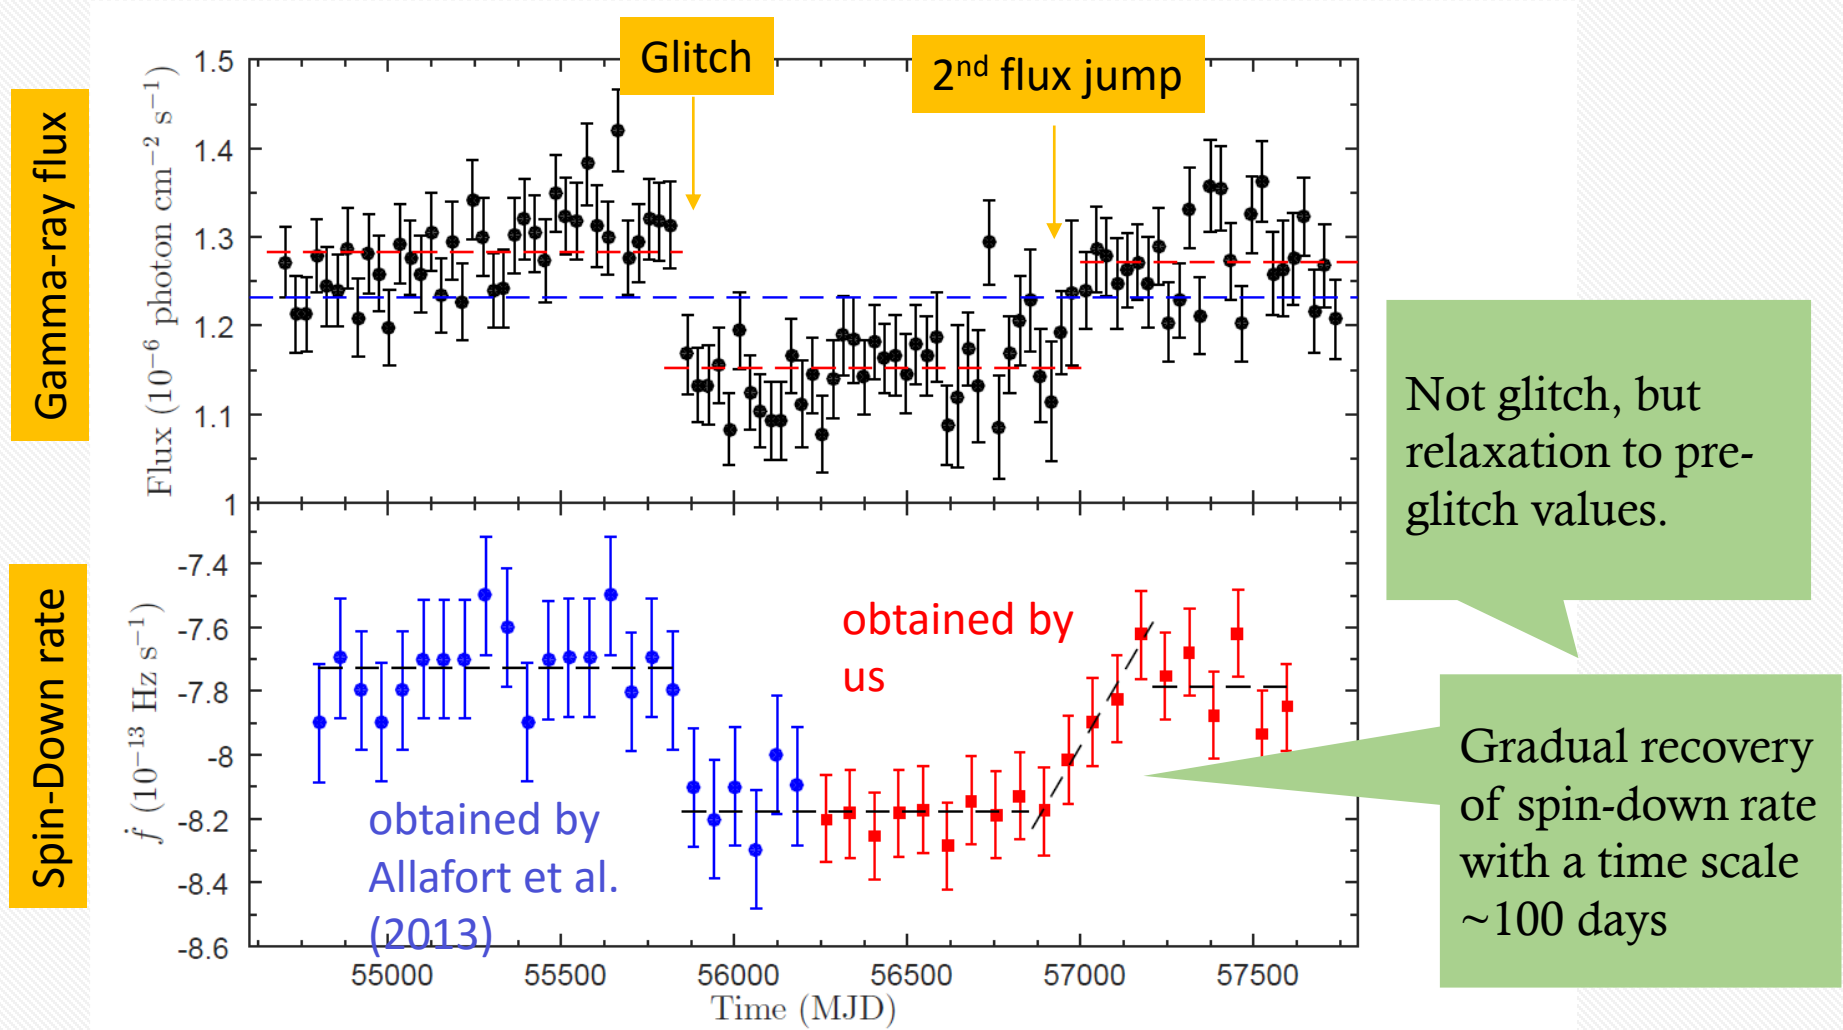 Glitch
2nd flux jump
Gamma-ray flux
Flux (10−6 photon cm−2 s−1)
1.5
1.4
1.3
1.2
1.1
1
Not glitch, but
relaxation to pre-
glitch values.
Spin-Down rate
ḟ (10−13 Hz s−1)
-7.4
-7.6
-7.8
-8
-8.2
-8.4
-8.6
obtained by
us
obtained by
Allafort et al.
(2013)
Gradual recovery
of spin-down rate
with a time scale
~100 days
55000
55500
56000
56500
57000
57500
Time (MJD)